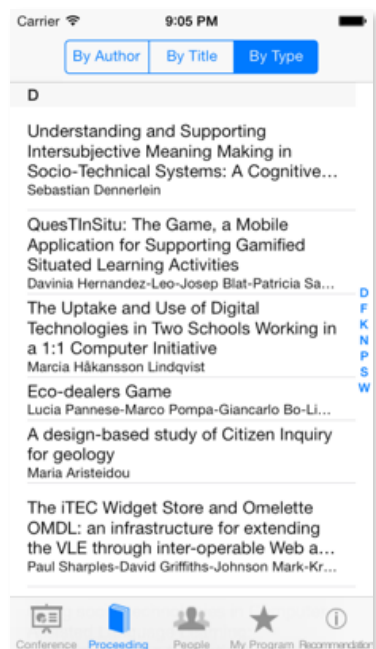 Carrier 9:05 PM
By Author By Title By Type
D
Understanding and Supporting
Intersubjective Meaning Making in
Socio-Technical Systems: A Cognitive...
Sebastian Dennerlein
QuesTInSitu: The Game, a Mobile
Application for Supporting Gamified
Situated Learning Activities
Davinia Hernandez-Leo-Josep Blat-Patricia Sa...
The Uptake and Use of Digital
Technologies in Two Schools Working in
a 1:1 Computer Initiative
Marcia Håkansson Lindqvist
Eco-dealers Game
Lucia Pannese-Marco Pompa-Giancarlo Bo-Li...
A design-based study of Citizen Inquiry
for geology
Maria Aristeidou
The iTEC Widget Store and Omelette
OMDL: an infrastructure for extending
the VLE through inter-operable Web a...
Paul Sharples-David Griffiths-Johnson Mark-Kr...
D
F
K
N
P
S
W
Conference Proceeding People My Program Recommendation